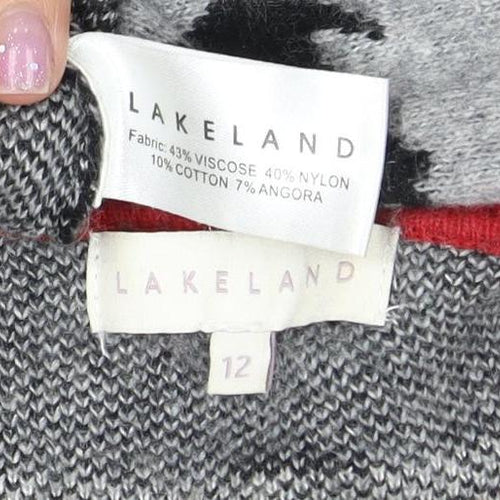 LAKELAND
Fabric: 43% VISCOSE 40% NYLON
10% COTTON 7% ANGORA
LAKELAND
12